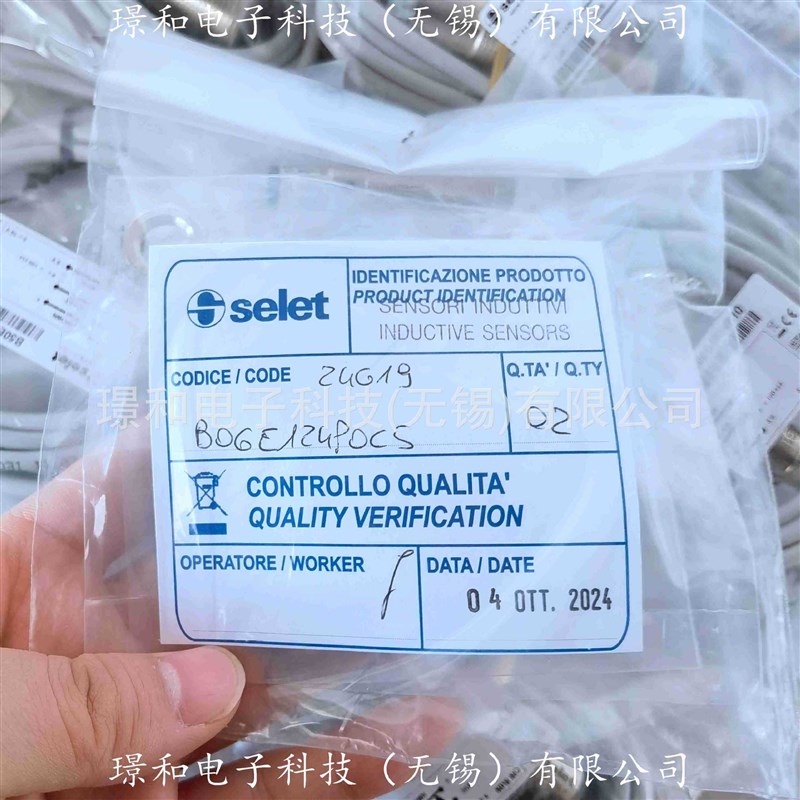 璟和电子科技（无锡）有限公司
selet
IDENTIFICAZIONE PRODOTTO
PRODUCT IDENTIFICATION
SENSORI INDUTTIVI
INDUCTIVE SENSORS
CODICE / CODE 24G19
Q.TA' / Q.TY
璟和电子科技(无锡)有限公司
B06E124POC5
02
CONTROLLO QUALITA'
QUALITY VERIFICATION
OPERATORE / WORKER
DATA / DATE
04 OTT. 2024
璟和电子科技（无锡）有限公司